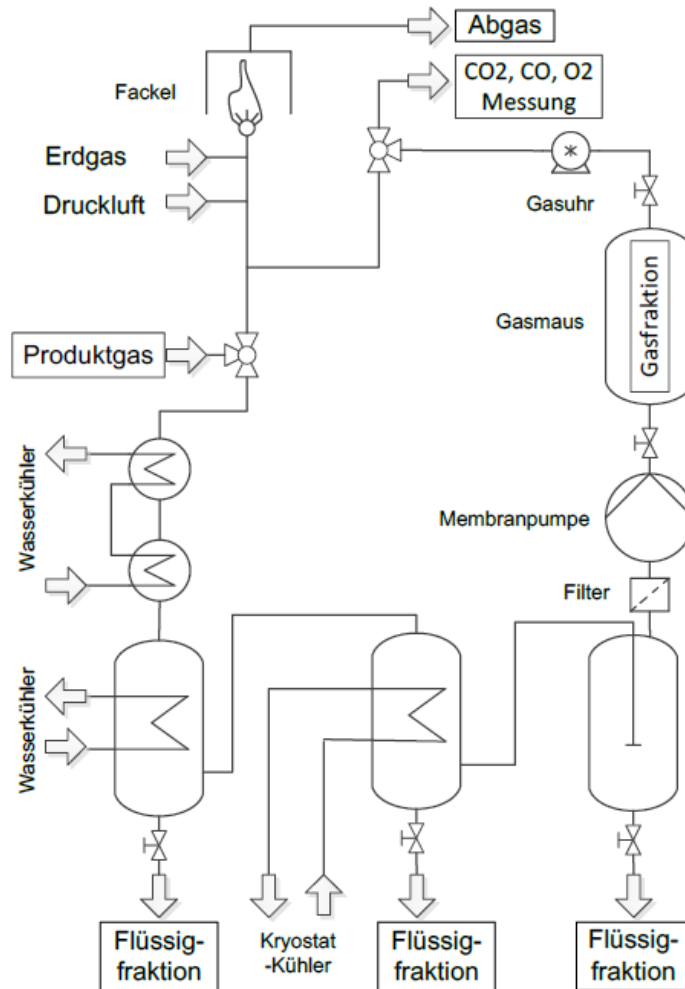 Abgas
CO2, CO, O2
Messung
Fackel
Erdgas
Druckluft
Gasuhr
Gasmaus
Gasfraktion
Produktgas
Wasserkühler
Membranpumpe
Filter
Wasserkühler
Flüssig-
fraktion
Kryostat
-Kühler
Flüssig-
fraktion
Flüssig-
fraktion